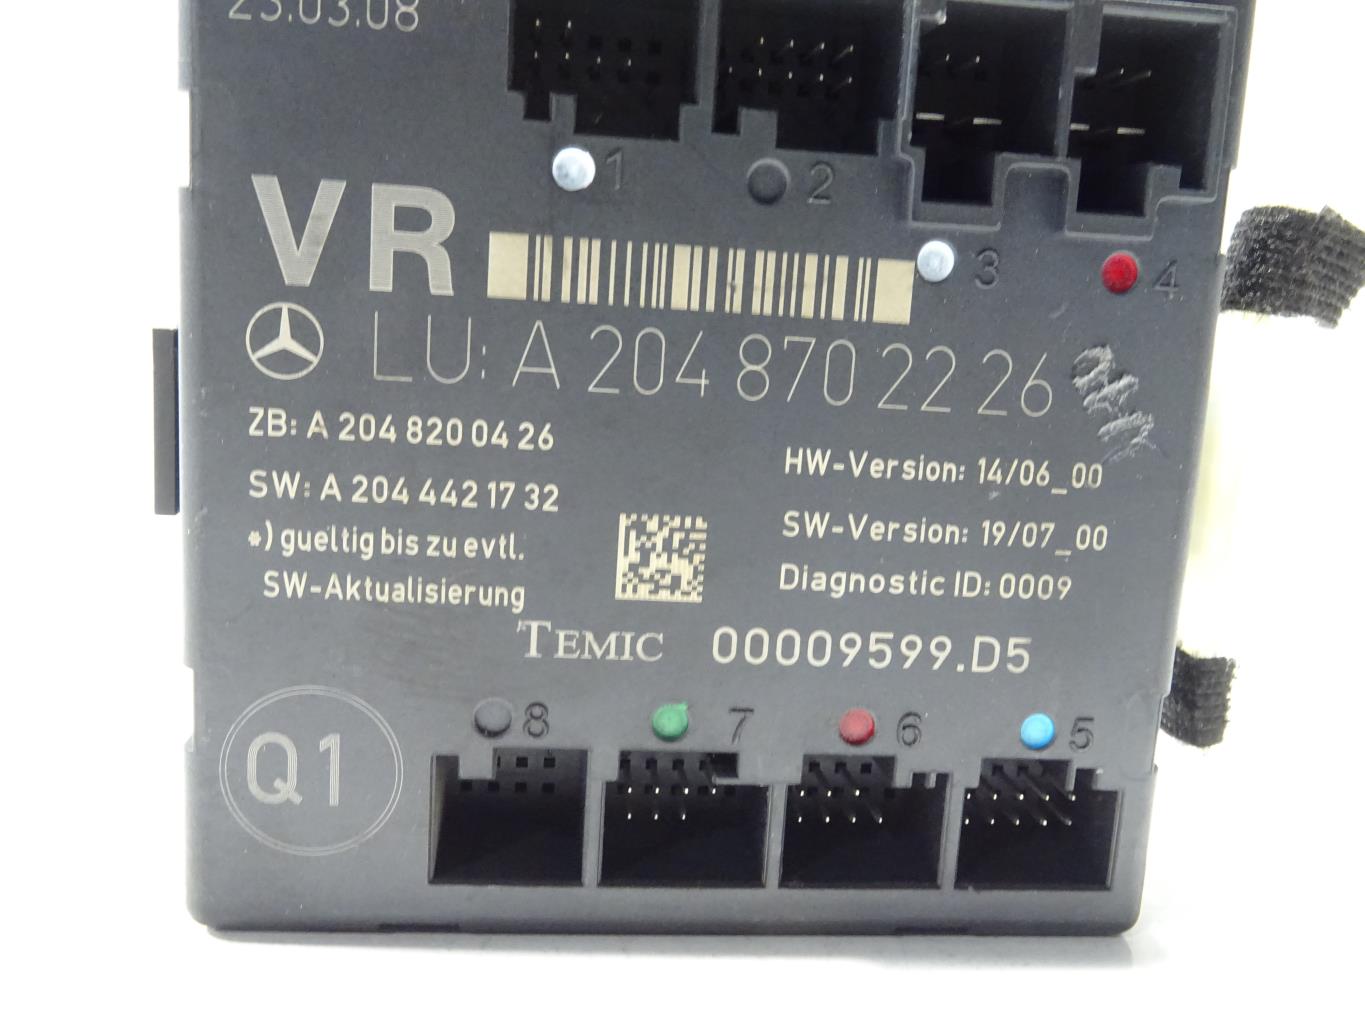 23.03.08
1
2
3
4
VR
LU: A 204 870 22 26
ZB: A 204 820 04 26
HW-Version: 14/06_00
SW: A 204 442 17 32
SW-Version: 19/07_00
*) gueltig bis zu evtl.
SW-Aktualisierung
Diagnostic ID: 0009
TEMIC 00009599.D5
8
7
6
5
Q1